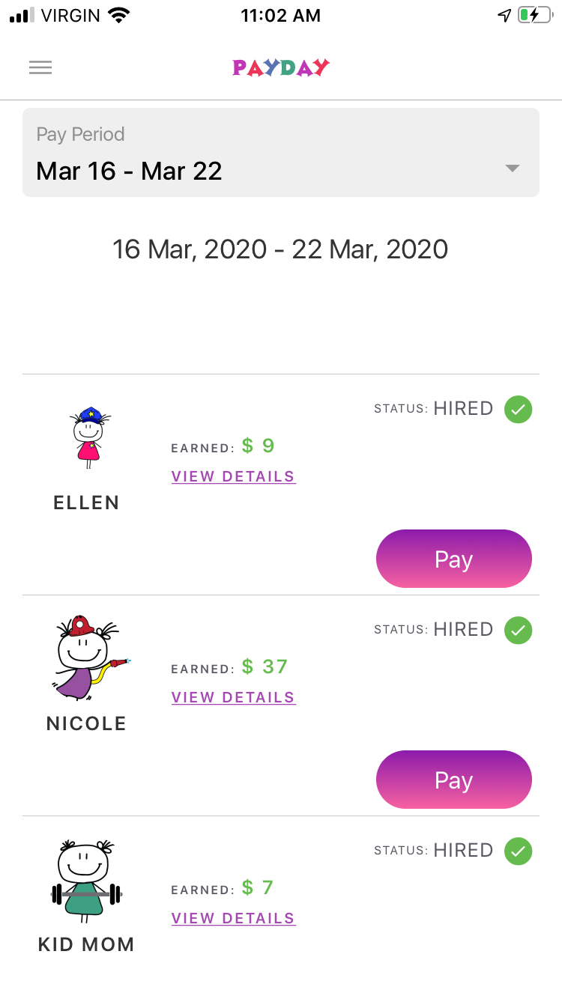 VIRGIN 11:02 AM
PAYDAY
Pay Period
Mar 16 - Mar 22
16 Mar, 2020 - 22 Mar, 2020
STATUS: HIRED
EARNED: $ 9
VIEW DETAILS
ELLEN
Pay
STATUS: HIRED
EARNED: $ 37
VIEW DETAILS
NICOLE
Pay
STATUS: HIRED
EARNED: $ 7
VIEW DETAILS
KID MOM